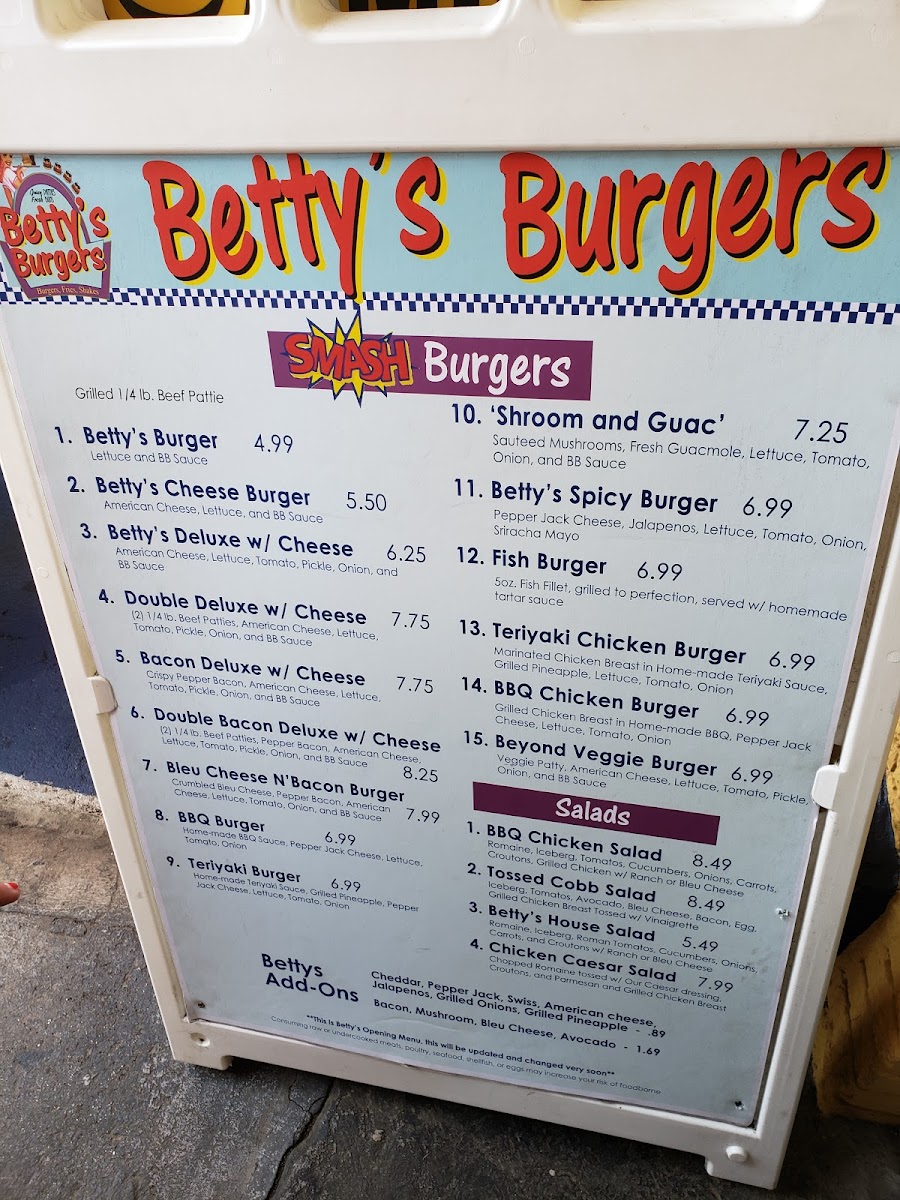 Betty's
Burgers
Burgers, Fries, Shakes
Betty's Burgers
SMASH Burgers
Grilled 1/4 lb. Beef Pattie
1. Betty's Burger 4.99
Lettuce and BB Sauce
2. Betty's Cheese Burger 5.50
American Cheese, Lettuce, and BB Sauce
3. Betty's Deluxe w/ Cheese 6.25
American Cheese, Lettuce, Tomato, Pickle, Onion, and
BB Sauce
4. Double Deluxe w/ Cheese 7.75
(2) 1/4 lb. Beef Patties, American Cheese, Lettuce,
Tomato, Pickle, Onion, and BB Sauce
5. Bacon Deluxe w/ Cheese 7.75
Crispy Pepper Bacon, American Cheese, Lettuce,
Tomato, Pickle, Onion, and BB Sauce
6. Double Bacon Deluxe w/ Cheese
(2) 1/4 lb. Beef Patties, Pepper Bacon, American Cheese,
Lettuce, Tomato, Pickle, Onion, and BB Sauce 8.25
7. Bleu Cheese N'Bacon Burger
Crumbled Bleu Cheese, Pepper Bacon, American
Cheese, Lettuce, Tomato, Onion, and BB Sauce 7.99
8. BBQ Burger 6.99
Home-made BBQ Sauce, Pepper Jack Cheese, Lettuce,
Tomato, Onion
9. Teriyaki Burger 6.99
Home-made Teriyaki Sauce, Grilled Pineapple, Pepper
Jack Cheese, Lettuce, Tomato, Onion
10. 'Shroom and Guac' 7.25
Sauteed Mushrooms, Fresh Guacmole, Lettuce, Tomato,
Onion, and BB Sauce
11. Betty's Spicy Burger 6.99
Pepper Jack Cheese, Jalapenos, Lettuce, Tomato, Onion,
Sriracha Mayo
12. Fish Burger 6.99
5oz. Fish Fillet, grilled to perfection, served w/ homemade
tartar sauce
13. Teriyaki Chicken Burger 6.99
Marinated Chicken Breast in Home-made Teriyaki Sauce,
Grilled Pineapple, Lettuce, Tomato, Onion
14. BBQ Chicken Burger 6.99
Grilled Chicken Breast in Home-made BBQ, Pepper Jack
Cheese, Lettuce, Tomato, Onion
15. Beyond Veggie Burger 6.99
Veggie Patty, American Cheese, Lettuce, Tomato, Pickle,
Onion, and BB Sauce
Salads
1. BBQ Chicken Salad 8.49
Romaine, Iceberg, Tomatos, Cucumbers, Onions, Carrots,
Croutons, Grilled Chicken w/ Ranch or Bleu Cheese
2. Tossed Cobb Salad 8.49
Iceberg, Tomatos, Avocado, Bleu Cheese, Bacon, Egg,
Grilled Chicken Breast Tossed w/ Vinaigrette
3. Betty's House Salad 5.49
Romaine, Iceberg, Roman Tomatos, Cucumbers, Onions,
Carrots, and Croutons w/ Ranch or Bleu Cheese
4. Chicken Caesar Salad 7.99
Chopped Romaine tossed w/ Our Caesar dressing,
Croutons, and Parmesan and Grilled Chicken Breast
Bettys
Add-Ons
Cheddar, Pepper Jack, Swiss, American cheese,
Jalapenos, Grilled Onions, Grilled Pineapple - .89
Bacon, Mushroom, Bleu Cheese, Avocado - 1.69
**This Is Betty's Opening Menu, this will be updated and changed very soon**
Consuming raw or undercooked meats, poultry, seafood, shellfish, or eggs may increase your risk of foodborne